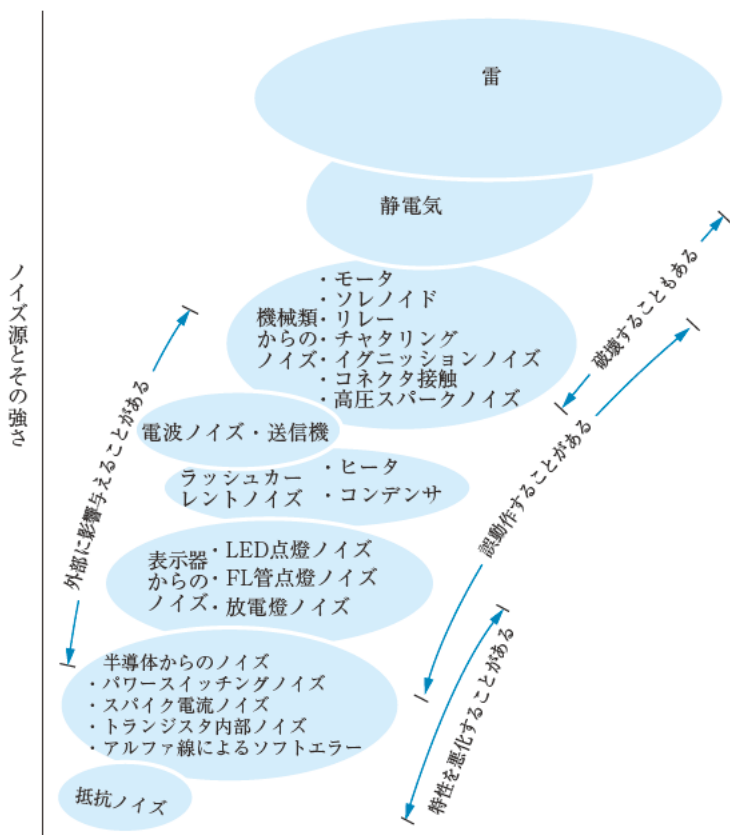 ノイズ源とその強さ
雷
静電気
機械類
からの
ノイズ
・モータ
・ソレノイド
・リレー
・チャタリング
・イグニッションノイズ
・コネクタ接触
・高圧スパークノイズ
電波ノイズ・送信機
ラッシュカー
レントノイズ
・ヒータ
・コンデンサ
表示器
からの
ノイズ
・LED点燈ノイズ
・FL管点燈ノイズ
・放電燈ノイズ
半導体からのノイズ
・パワースイッチングノイズ
・スパイク電流ノイズ
・トランジスタ内部ノイズ
・アルファ線によるソフトエラー
抵抗ノイズ
外部に影響与えることがある
破壊することもある
誤動作することがある
特性を悪化することがある